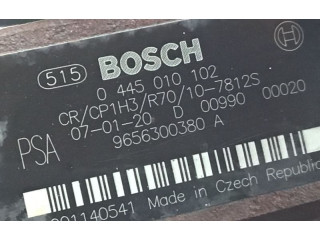 515 BOSCH
0 445 010 102
CR/CP1H3/R70/10-7812S
07-01-20 D 00990 00020
PSA 9656300380 A
001140541 Made in Czech Republic